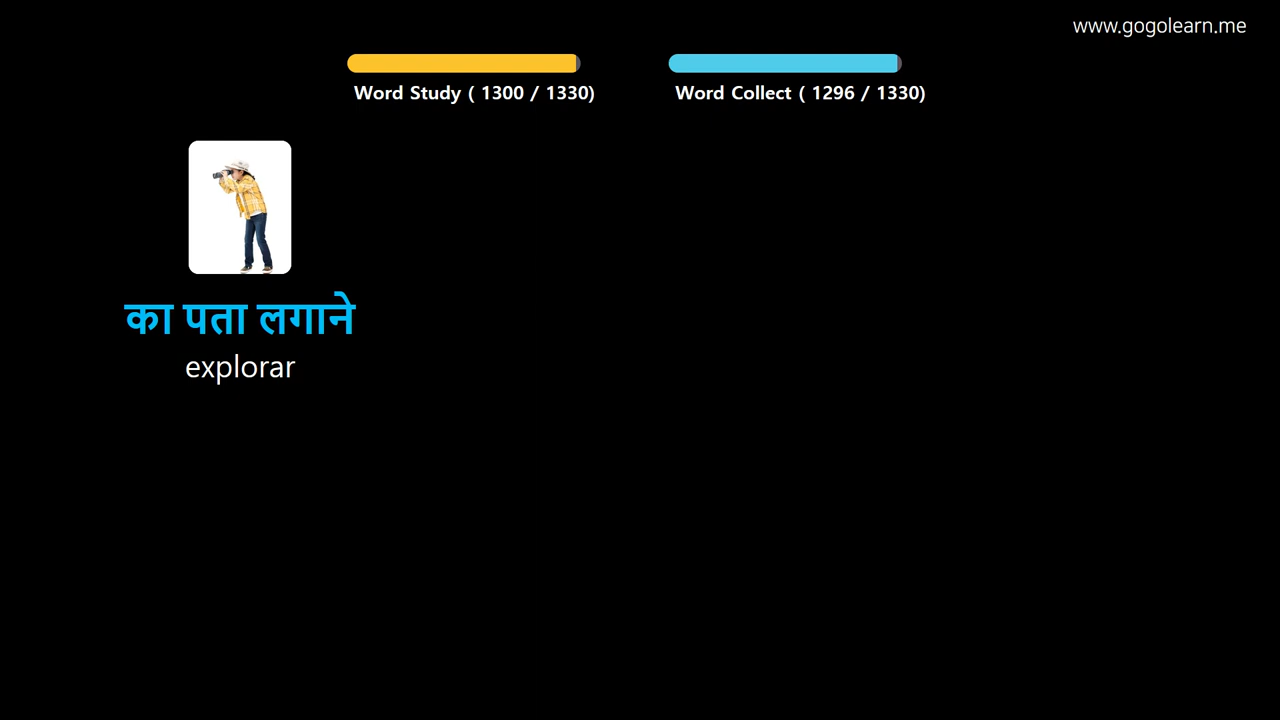 www.gogolearn.me
Word Study ( 1300 / 1330)
Word Collect ( 1296 / 1330)
का पता लगाने
explorar